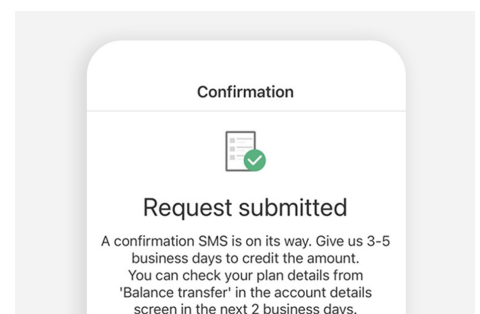 Confirmation
Request submitted
A confirmation SMS is on its way. Give us 3-5
business days to credit the amount.
You can check your plan details from
'Balance transfer' in the account details
screen in the next 2 business days.